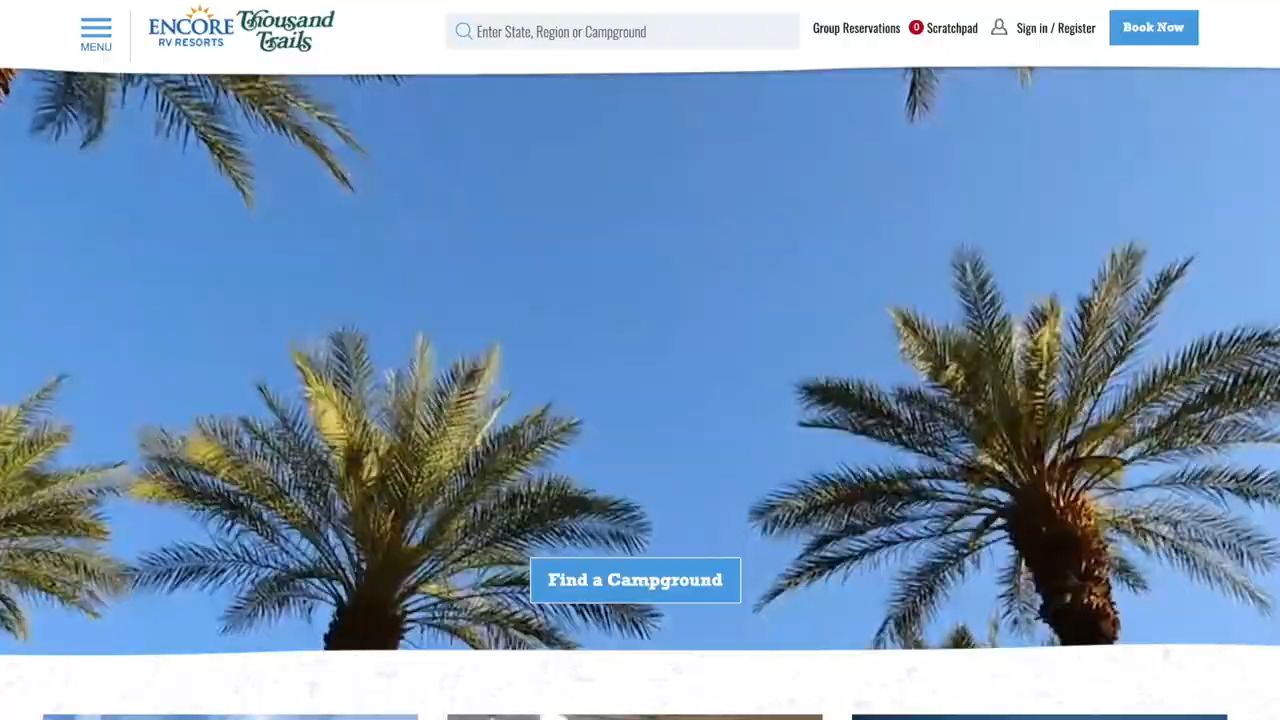 MENU
ENCORE
RV RESORTS
Thousand
Trails
Enter State, Region or Campground
Group Reservations
0
Scratchpad
Sign in / Register
Book Now
Find a Campground